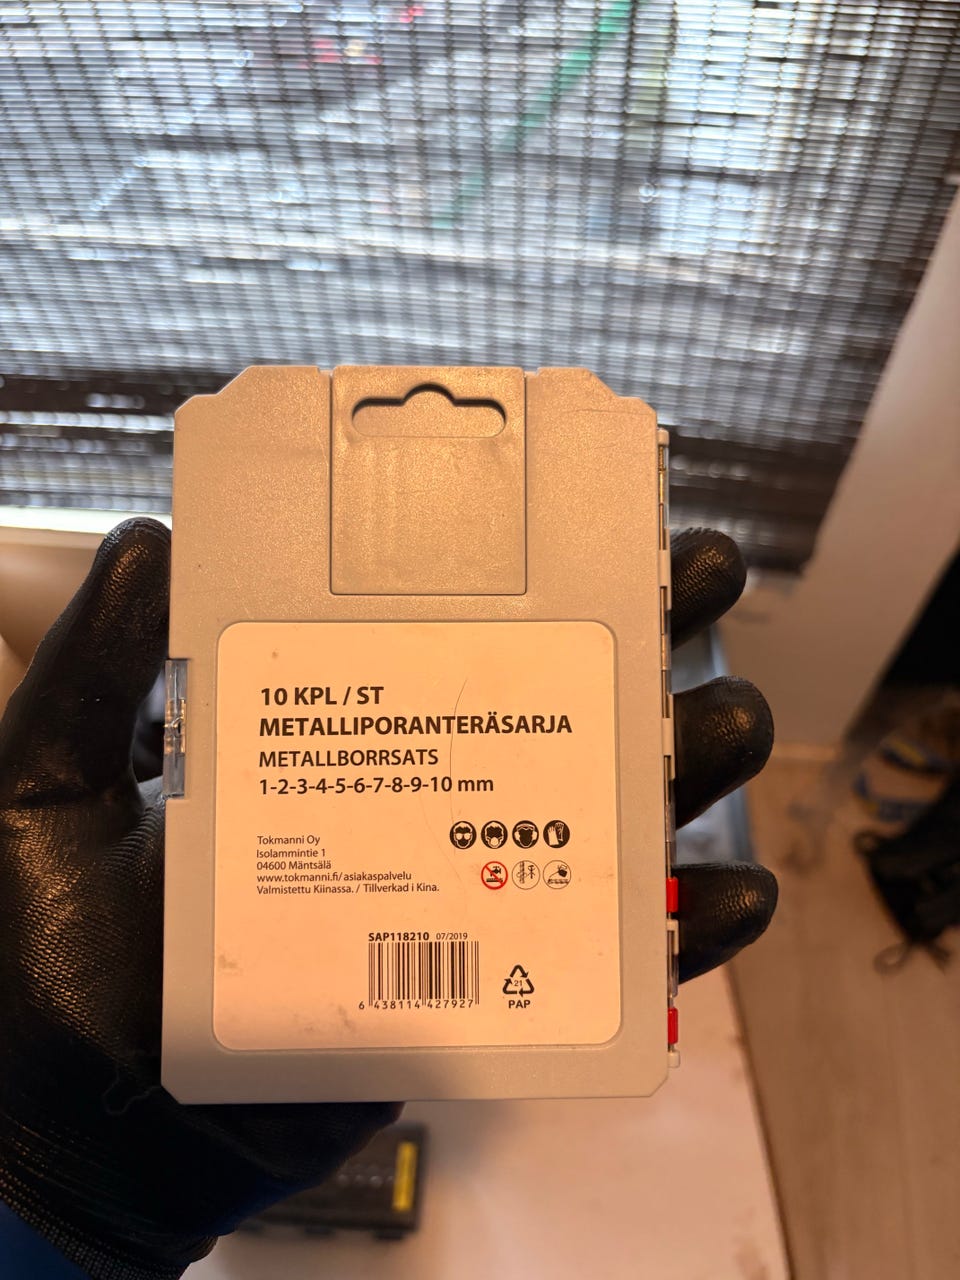 10 KPL / ST
METALLIPORANTERÄSARJA
METALLBORRSATS
1-2-3-4-5-6-7-8-9-10 mm
Tokmanni Oy
Isolammintie 1
04600 Mäntsälä
www.tokmanni.fi/asiakaspalvelu
Valmistettu Kiinassa. / Tillverkad i Kina.
SAP118210 07/2019
6 438114 427927
21
PAP